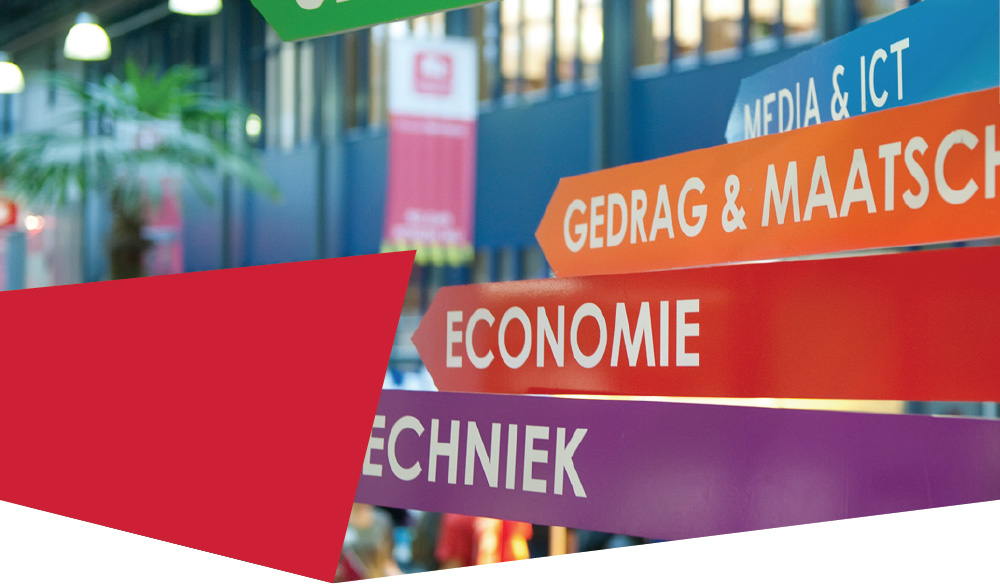 MEDIA & ICT
GEDRAG & MAATSCH
ECONOMIE
ECHNIEK